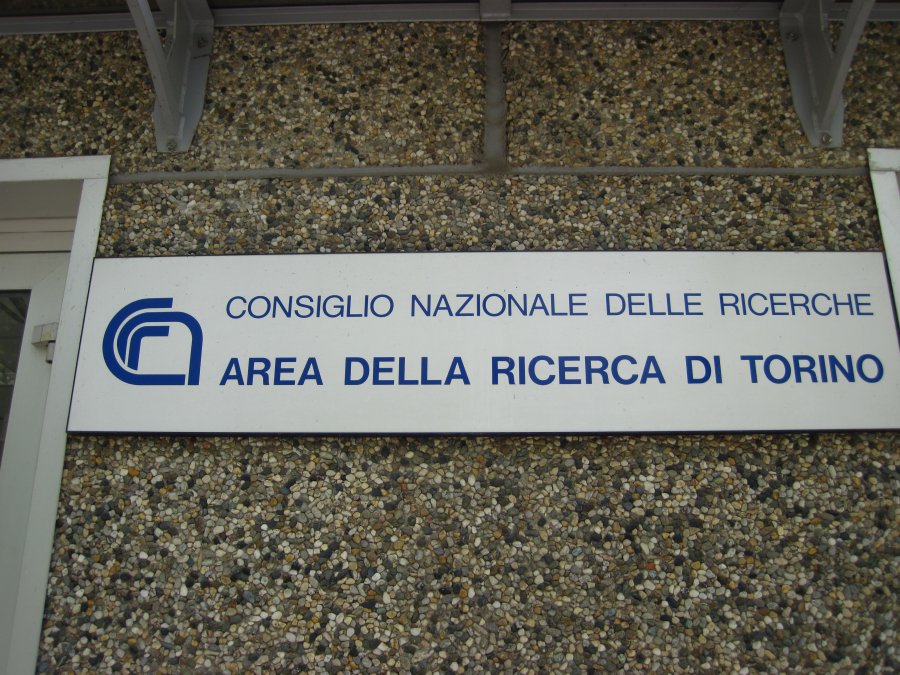 CONSIGLIO NAZIONALE DELLE RICERCHE
AREA DELLA RICERCA DI TORINO